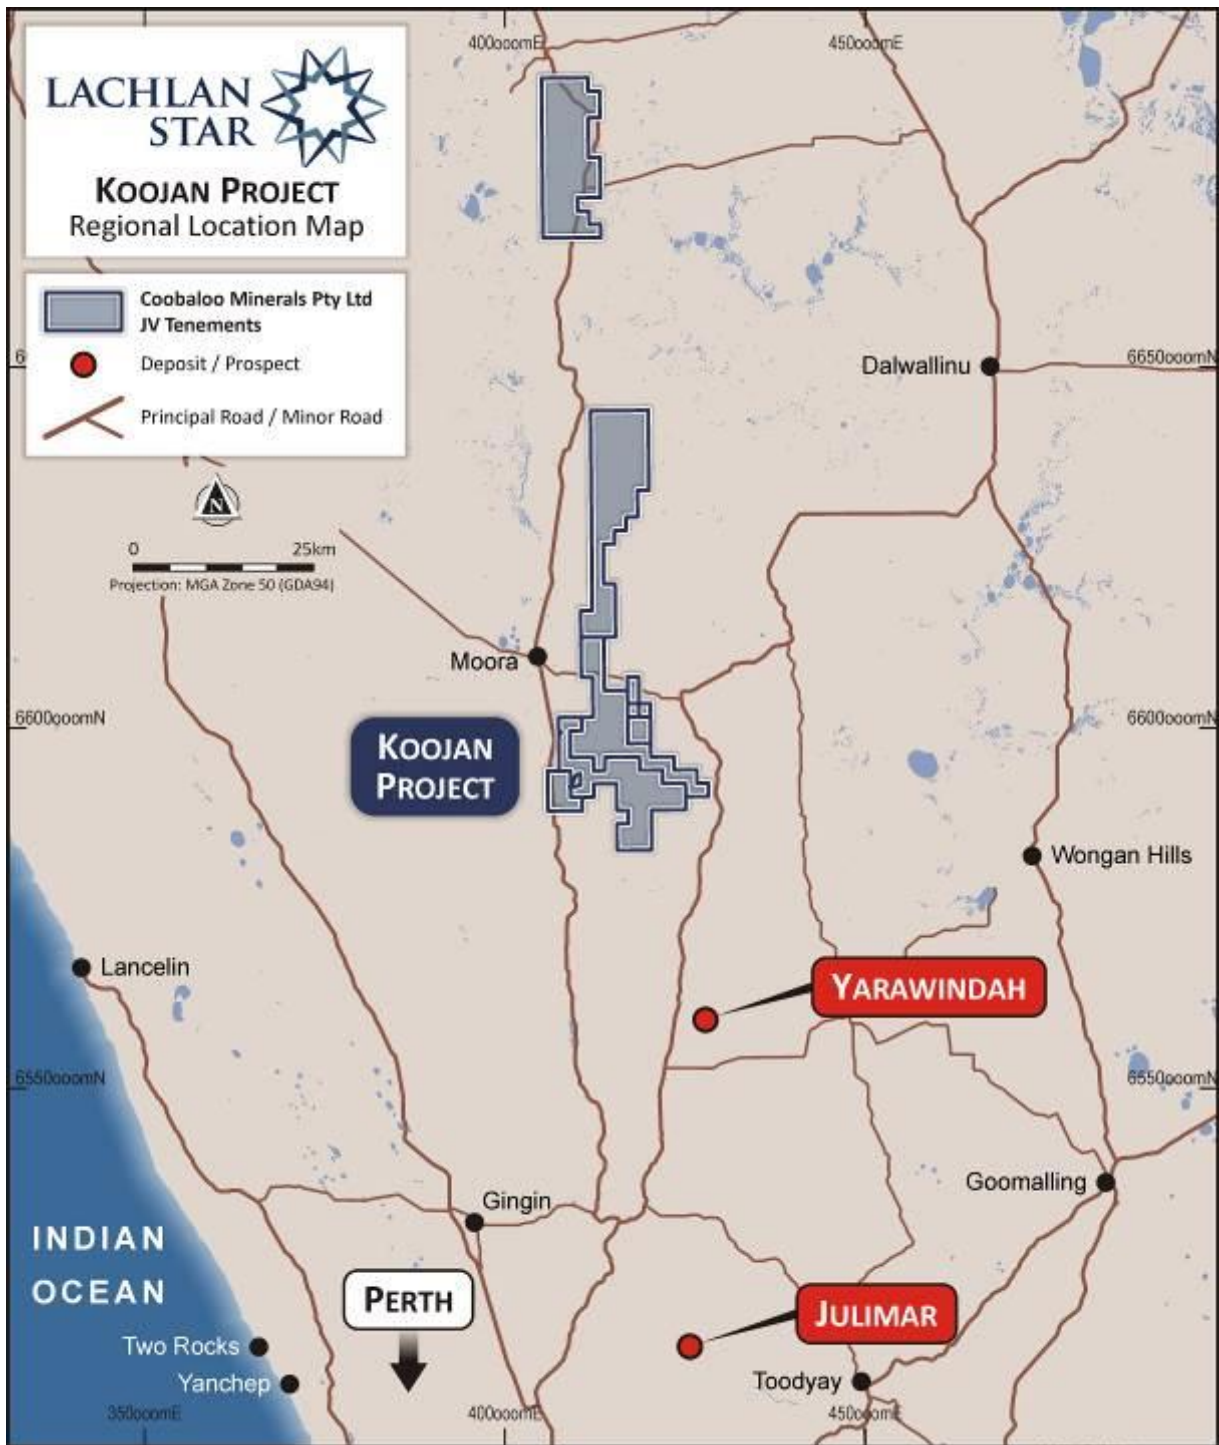 400000mE
450000mE
LACHLAN
STAR
KOOJAN PROJECT
Regional Location Map
Coobaloo Minerals Pty Ltd
JV Tenements
Deposit / Prospect
Principal Road / Minor Road
6
Dalwallinu
6650000mN
N
0 25km
Projection: MGA Zone 50 (GDA94)
Moora
6600000mN
6600000mN
KOOJAN
PROJECT
Wongan Hills
Lancelin
YARAWINDAH
6550000mN
6550000mN
Goomalling
Gingin
INDIAN
OCEAN
PERTH
JULIMAR
Two Rocks
Yanchep
Toodyay
350000mE
400000mE
450000mE